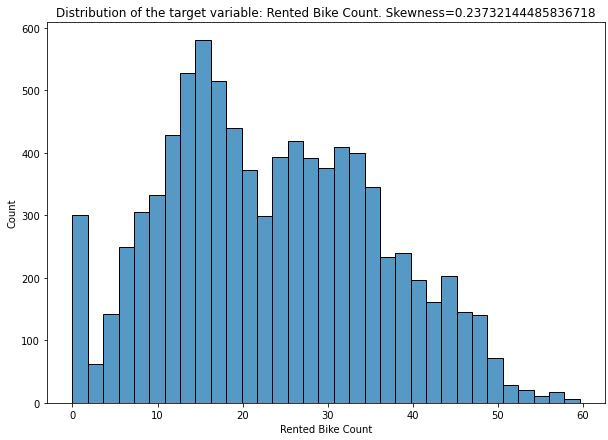 Distribution of the target variable: Rented Bike Count. Skewness=0.23732144485836718
600
500
400
300
200
100
0
Count
0 10 20 30 40 50 60
Rented Bike Count